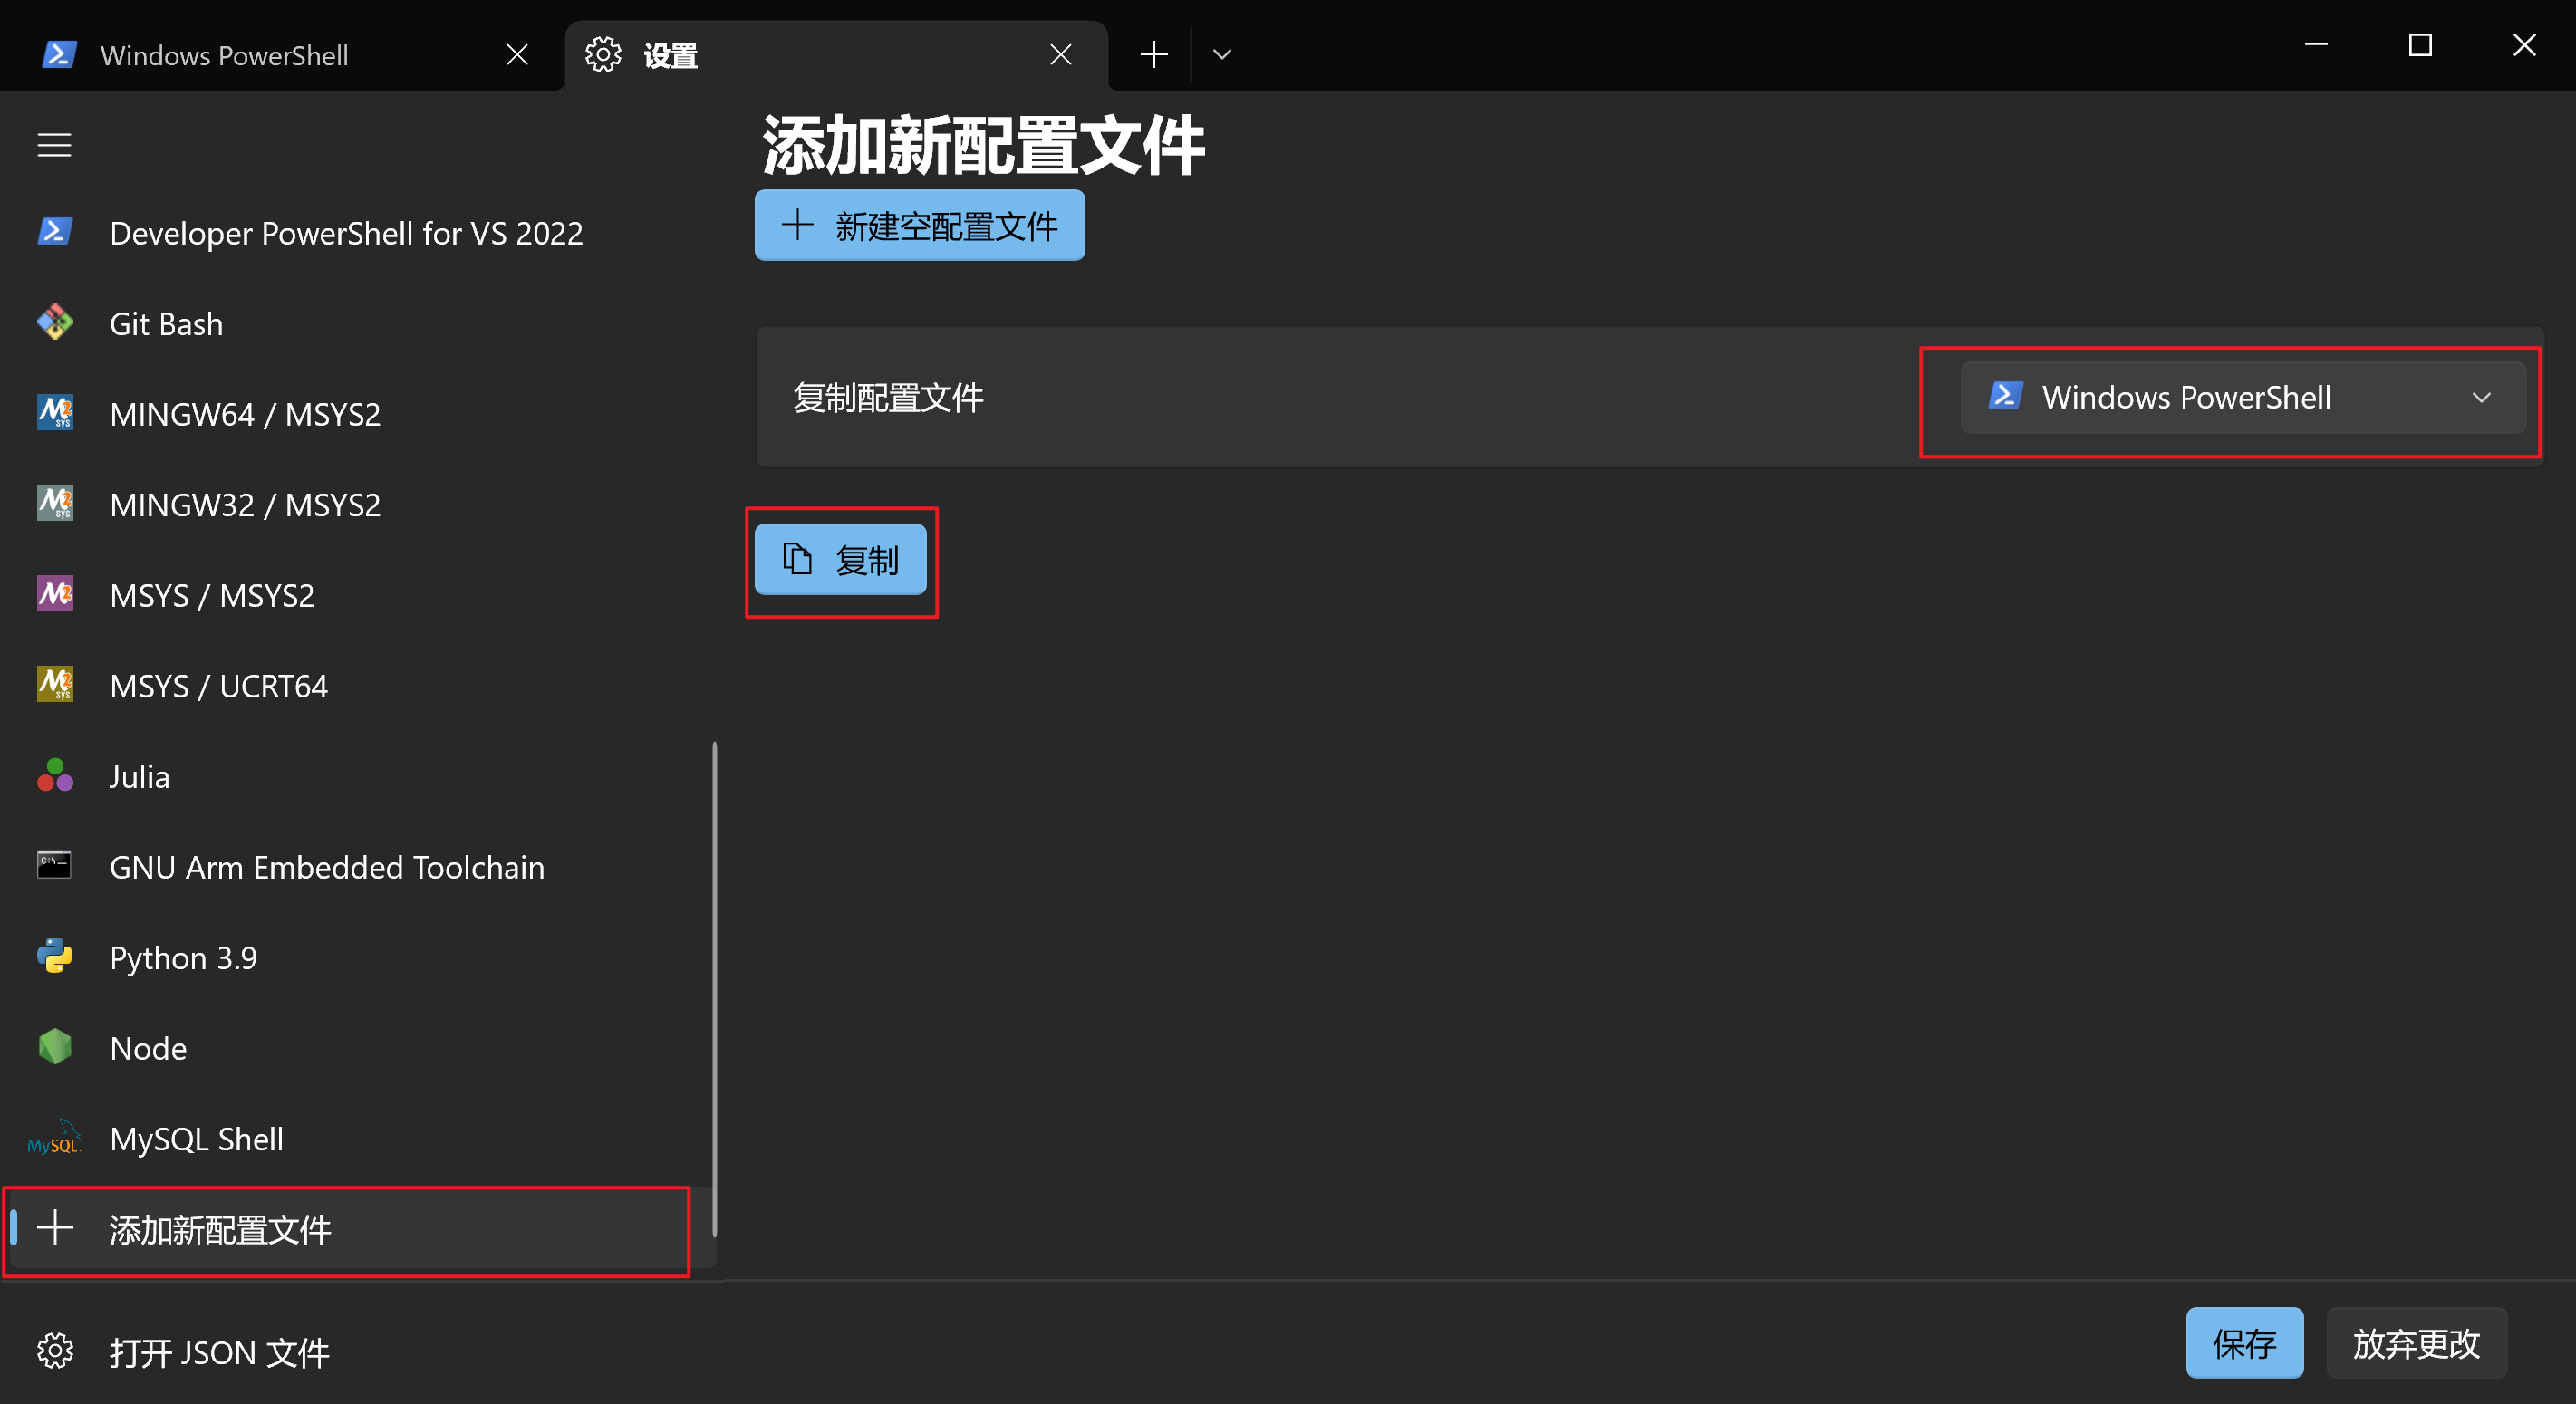 Windows PowerShell
设置
添加新配置文件
新建空配置文件
复制配置文件
Windows PowerShell
复制
Developer PowerShell for VS 2022
Git Bash
MINGW64 / MSYS2
MINGW32 / MSYS2
MSYS / MSYS2
MSYS / UCRT64
Julia
GNU Arm Embedded Toolchain
Python 3.9
Node
MySQL
MySQL Shell
添加新配置文件
打开 JSON 文件
保存
放弃更改